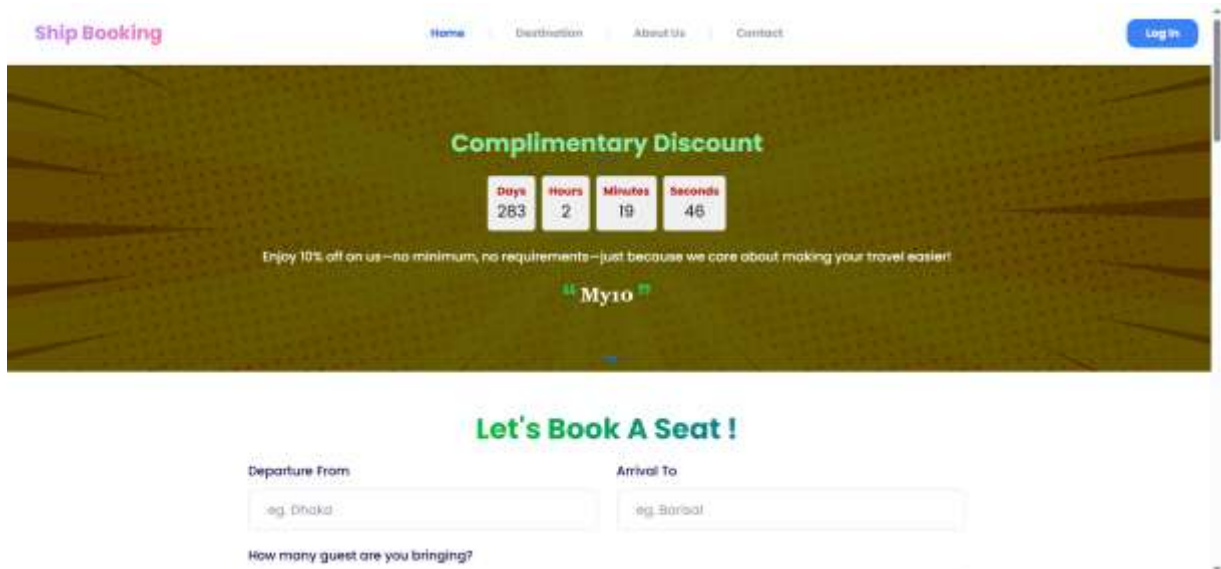 Ship Booking
Home Destination About Us Contact
Log In
Complimentary Discount
Days Hours Minutes Seconds
283 2 19 46
Enjoy 10% off on us—no minimum, no requirements—just because we care about making your travel easier!
“ My10 ”
Let's Book A Seat !
Departure From Arrival To
eg. Dhaka eg. Barisal
How many guest are you bringing?